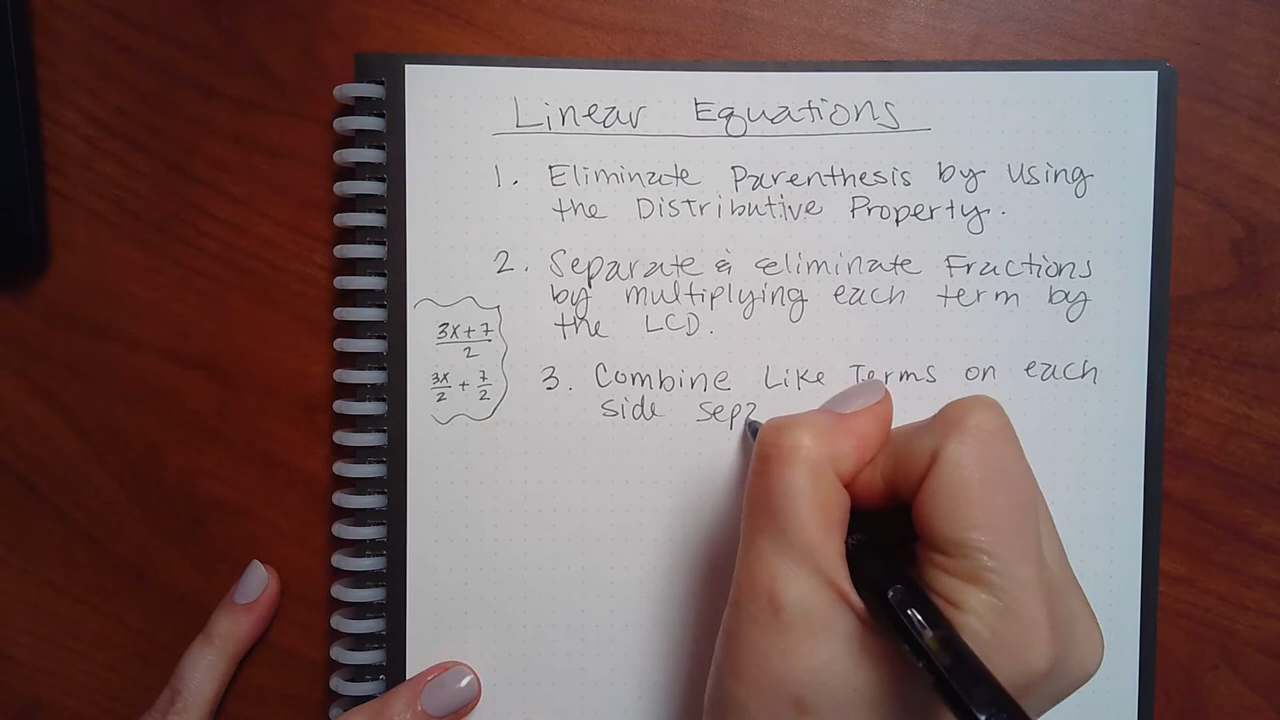 Linear Equations
1. Eliminate Parenthesis by using
the Distributive Property.
2. Separate & eliminate Fractions
by multiplying each term by
the LCD.
3x+7
2
3x/2 + 7/2
3. Combine Like Terms on each
side sepa